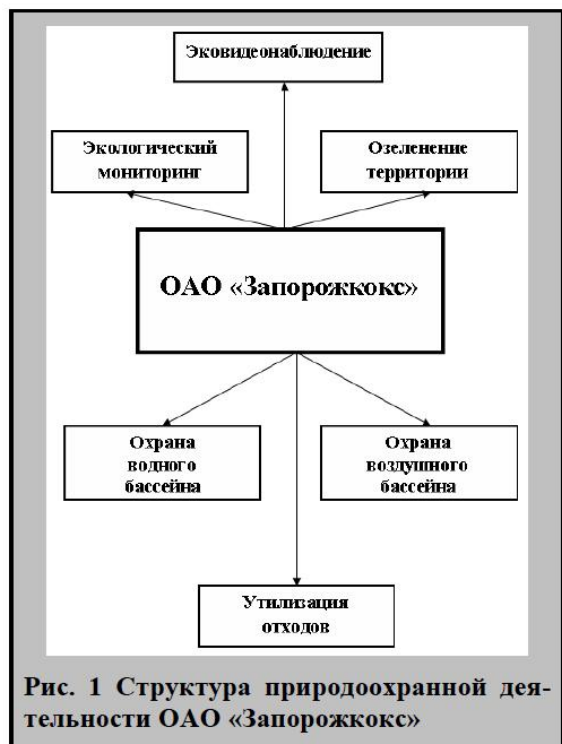 Эковидеонаблюдение
Экологический
мониторинг
Озеленение
территории
ОАО «Запорожкокс»
Охрана
водного
бассейна
Охрана
воздушного
бассейна
Утилизация
отходов
Рис. 1 Структура природоохранной дея-
тельности ОАО «Запорожкокс»